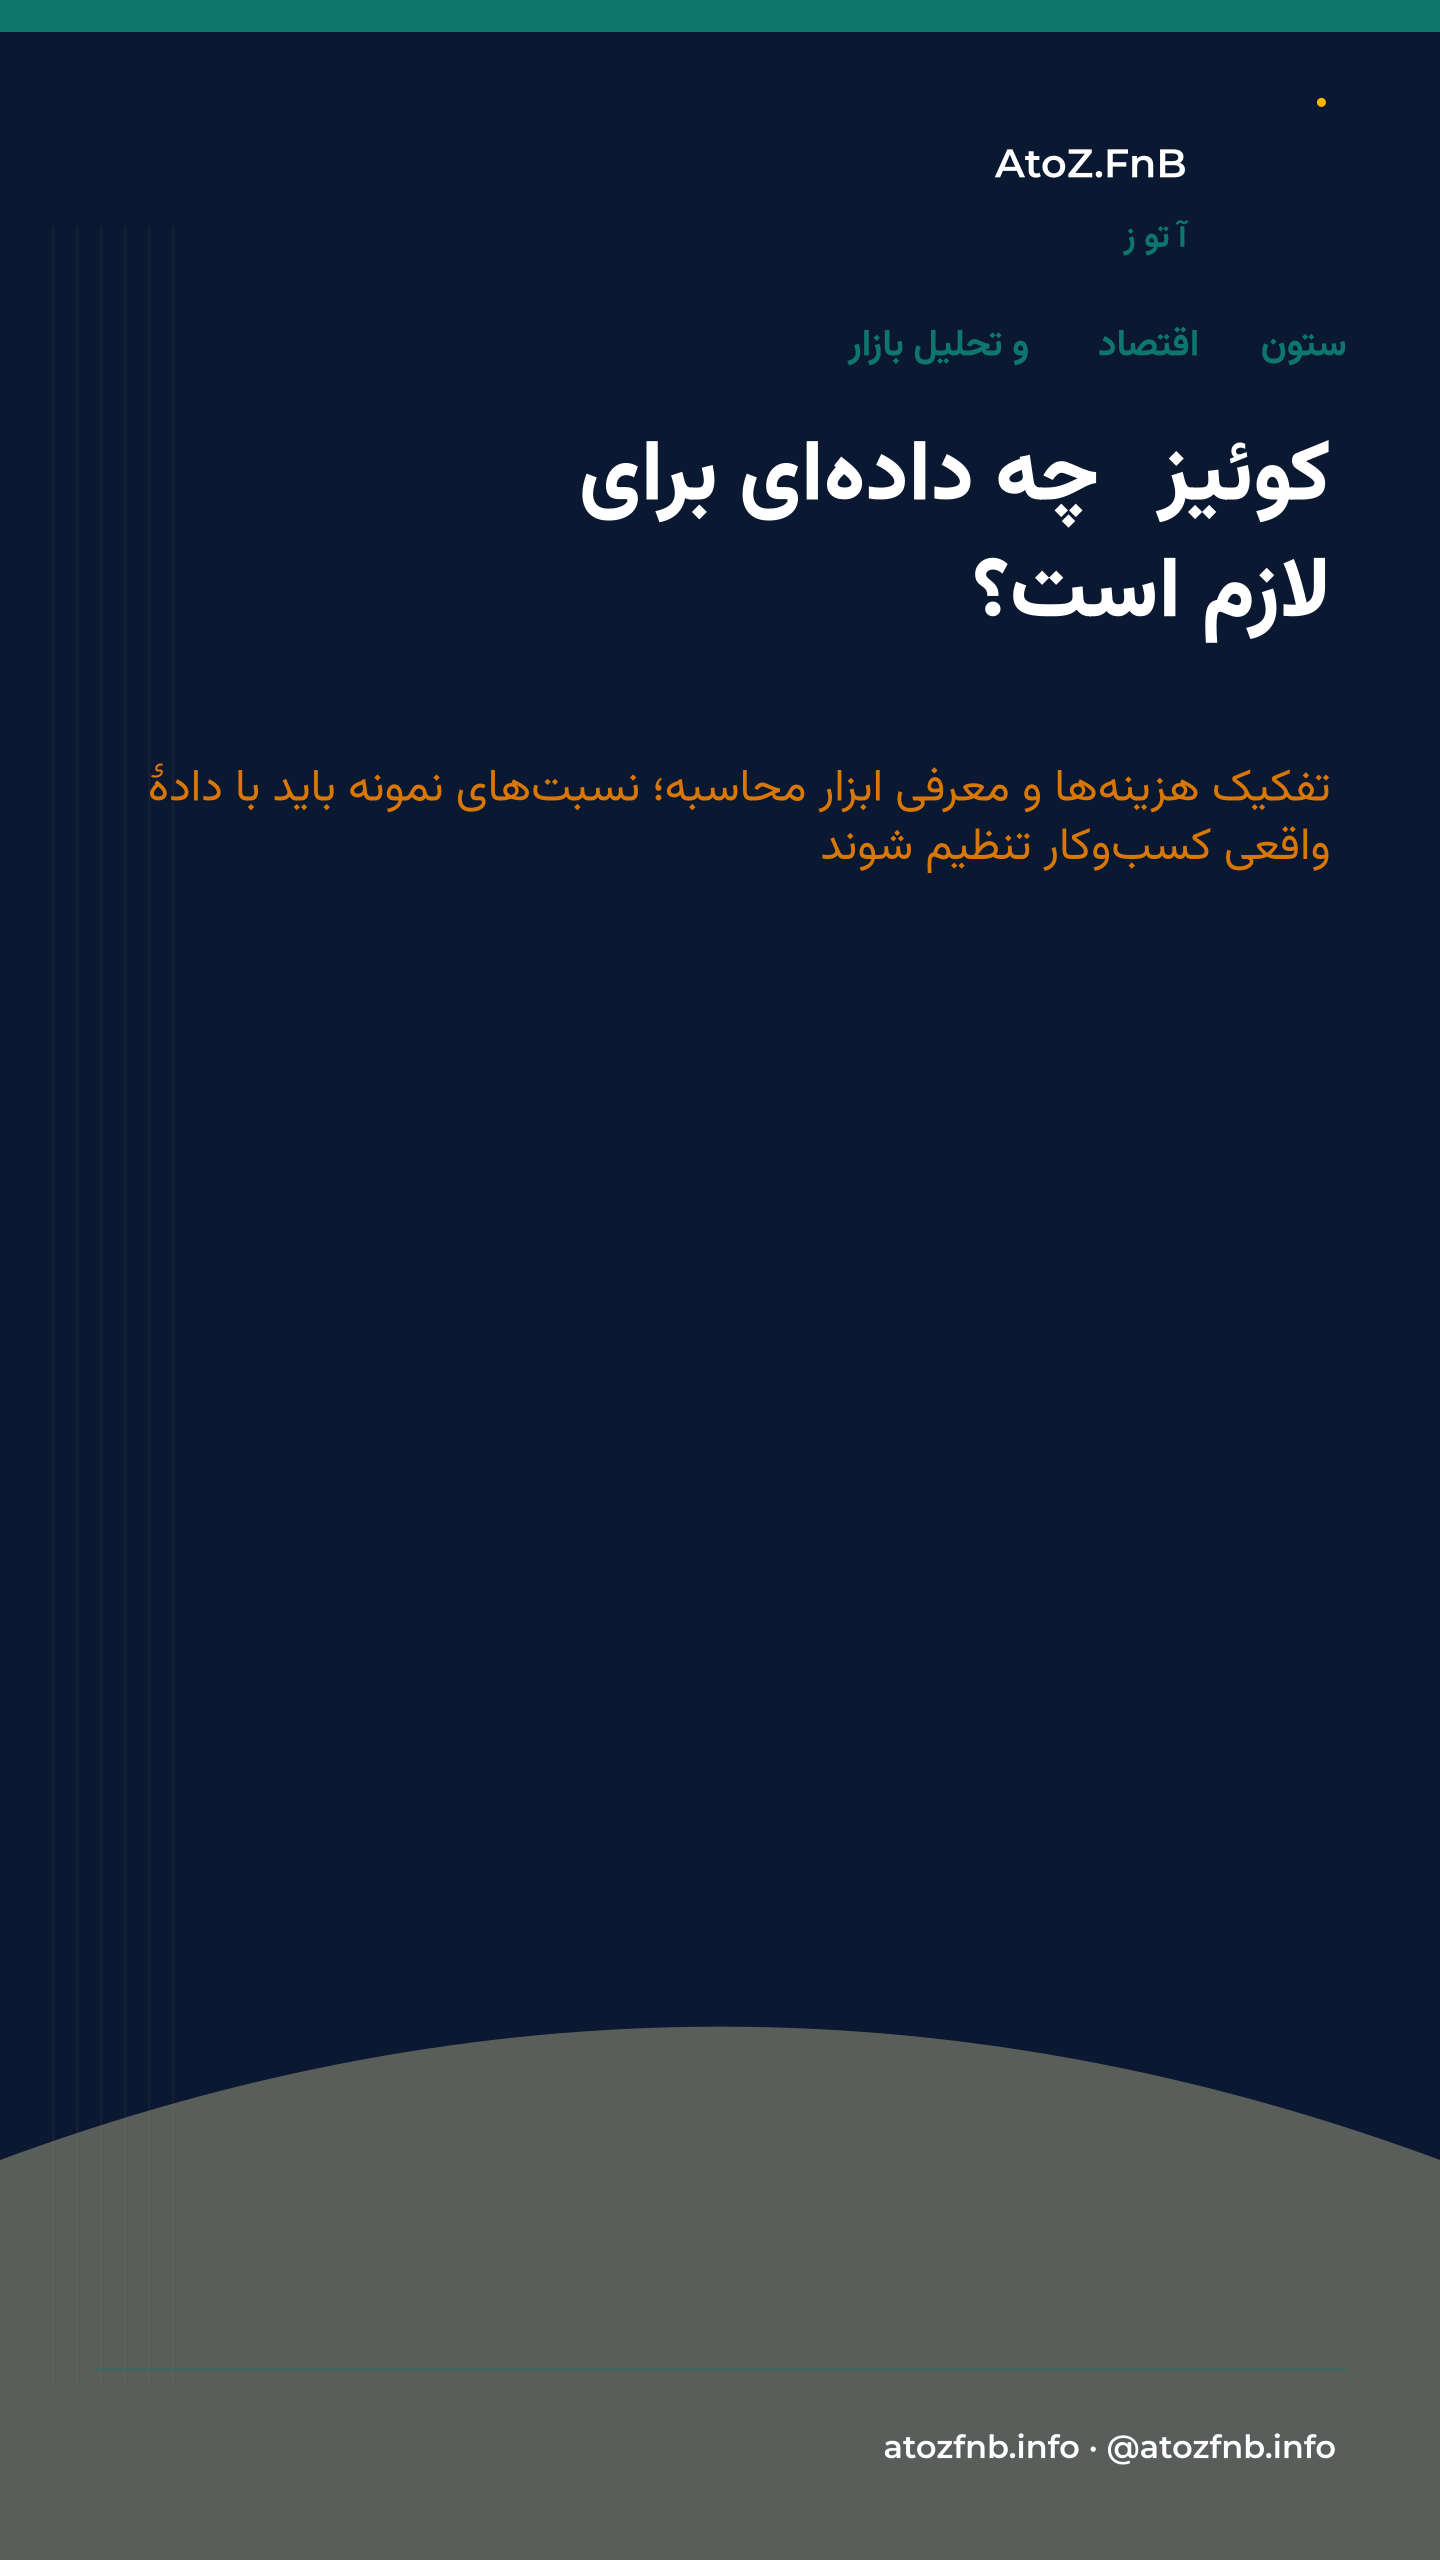 AtoZ.FnB
آ تو ز
ستون اقتصاد و تحلیل بازار
کوئیز چه داده‌ای برای
لازم است؟
تفکیک هزینه‌ها و معرفی ابزار محاسبه؛ نسبت‌های نمونه باید با دادهٔ
واقعی کسب‌وکار تنظیم شوند
atozfnb.info · @atozfnb.info